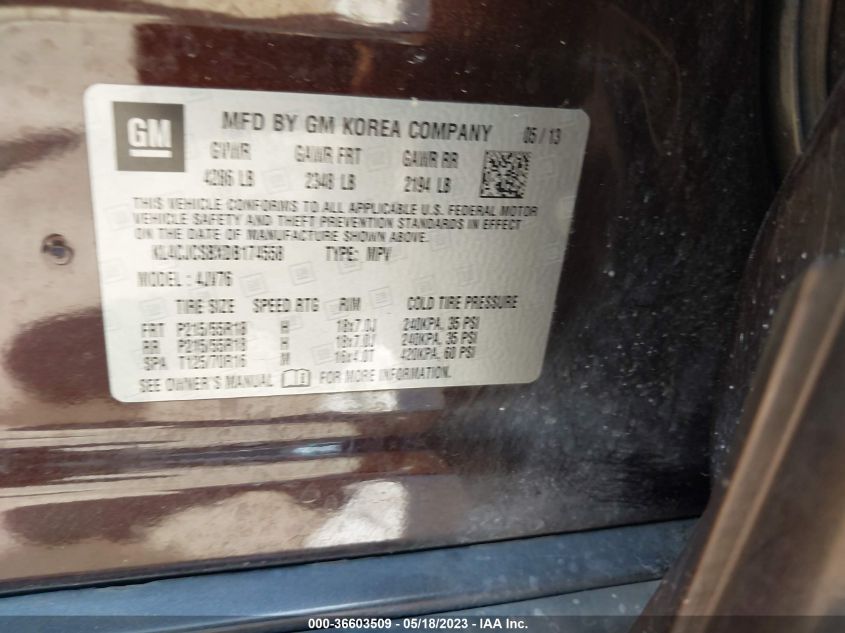 GM
MFD BY GM KOREA COMPANY 05 / 13
GVWR GAWR FRT GAWR RR
4286 LB 2348 LB 2194 LB
THIS VEHICLE CONFORMS TO ALL APPLICABLE U.S. FEDERAL MOTOR
VEHICLE SAFETY AND THEFT PREVENTION STANDARDS IN EFFECT
ON THE DATE OF MANUFACTURE SHOWN ABOVE.
KL4CJCSBXDB174558 TYPE: MPV
MODEL: 4JV76
TIRE SIZE SPEED RTG RIM COLD TIRE PRESSURE
FRT P215/55R18 H 18x7.0J 240KPA, 35 PSI
RR P215/55R18 H 18x7.0J 240KPA, 35 PSI
SPA T125/70R16 M 16x4.0T 420KPA, 60 PSI
SEE OWNER'S MANUAL FOR MORE INFORMATION.
000-36603509 - 05/18/2023 - IAA Inc.